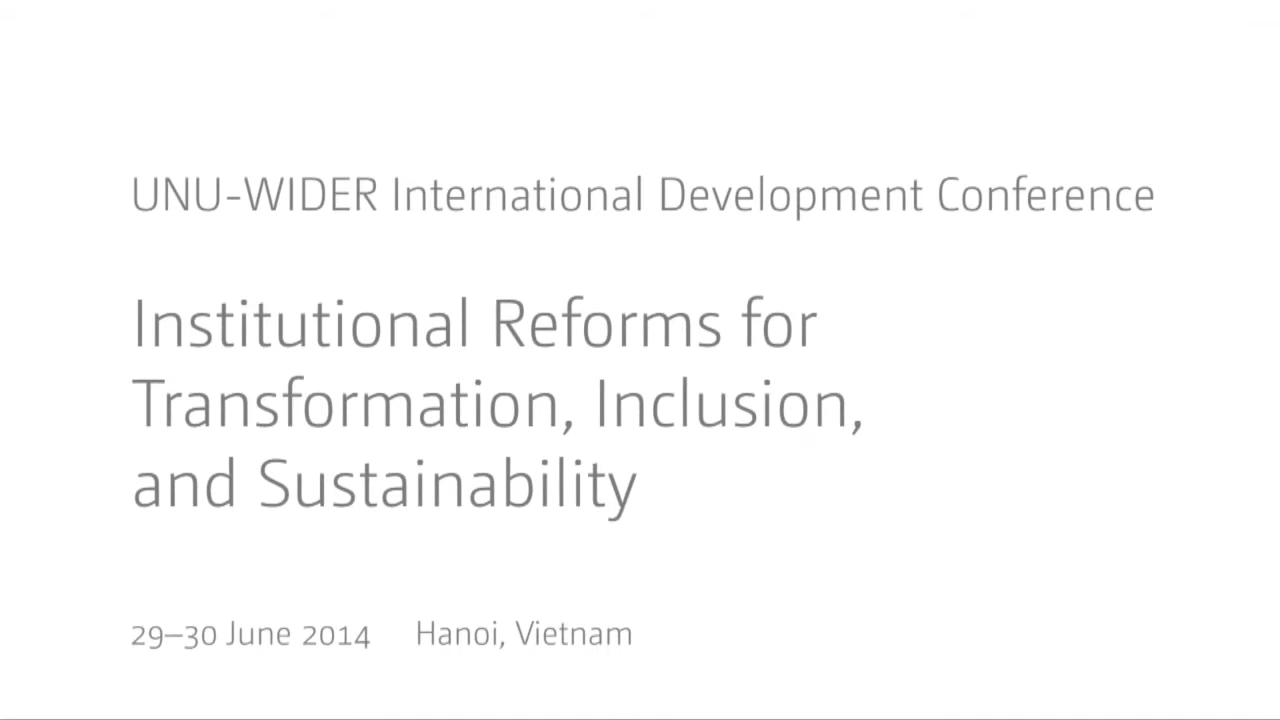 UNU-WIDER International Development Conference
Institutional Reforms for
Transformation, Inclusion,
and Sustainability
29–30 June 2014 Hanoi, Vietnam